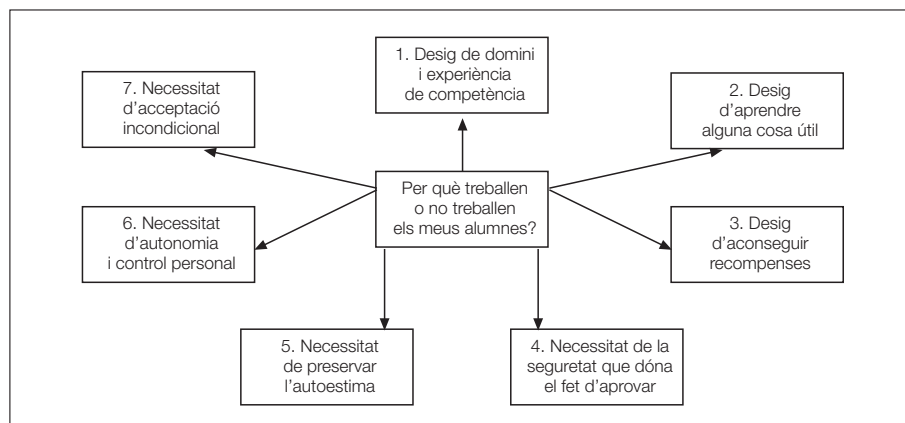 1. Desig de domini
i experiència
de competència
7. Necessitat
d'acceptació
incondicional
2. Desig
d'aprendre
alguna cosa útil
Per què treballen
o no treballen
els meus alumnes?
6. Necessitat
d'autonomia
i control personal
3. Desig
d'aconseguir
recompenses
5. Necessitat
de preservar
l'autoestima
4. Necessitat de la
seguretat que dóna
el fet d'aprovar